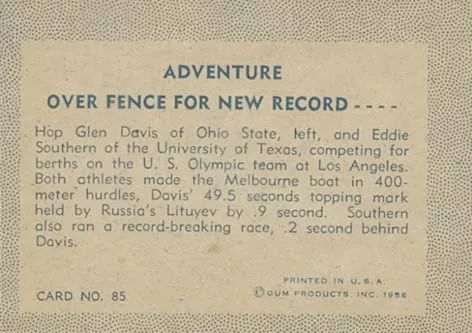 ADVENTURE
OVER FENCE FOR NEW RECORD ----
Hop Glen Davis of Ohio State, left, and Eddie
Southern of the University of Texas, competing for
berths on the U. S. Olympic team at Los Angeles.
Both athletes made the Melbourne boat in 400-
meter hurdles, Davis' 49.5 seconds topping mark
held by Russia's Lituyev by .9 second. Southern
also ran a record-breaking race, .2 second behind
Davis.
PRINTED IN U.S.A.
CARD NO. 85
© GUM PRODUCTS, INC. 1956